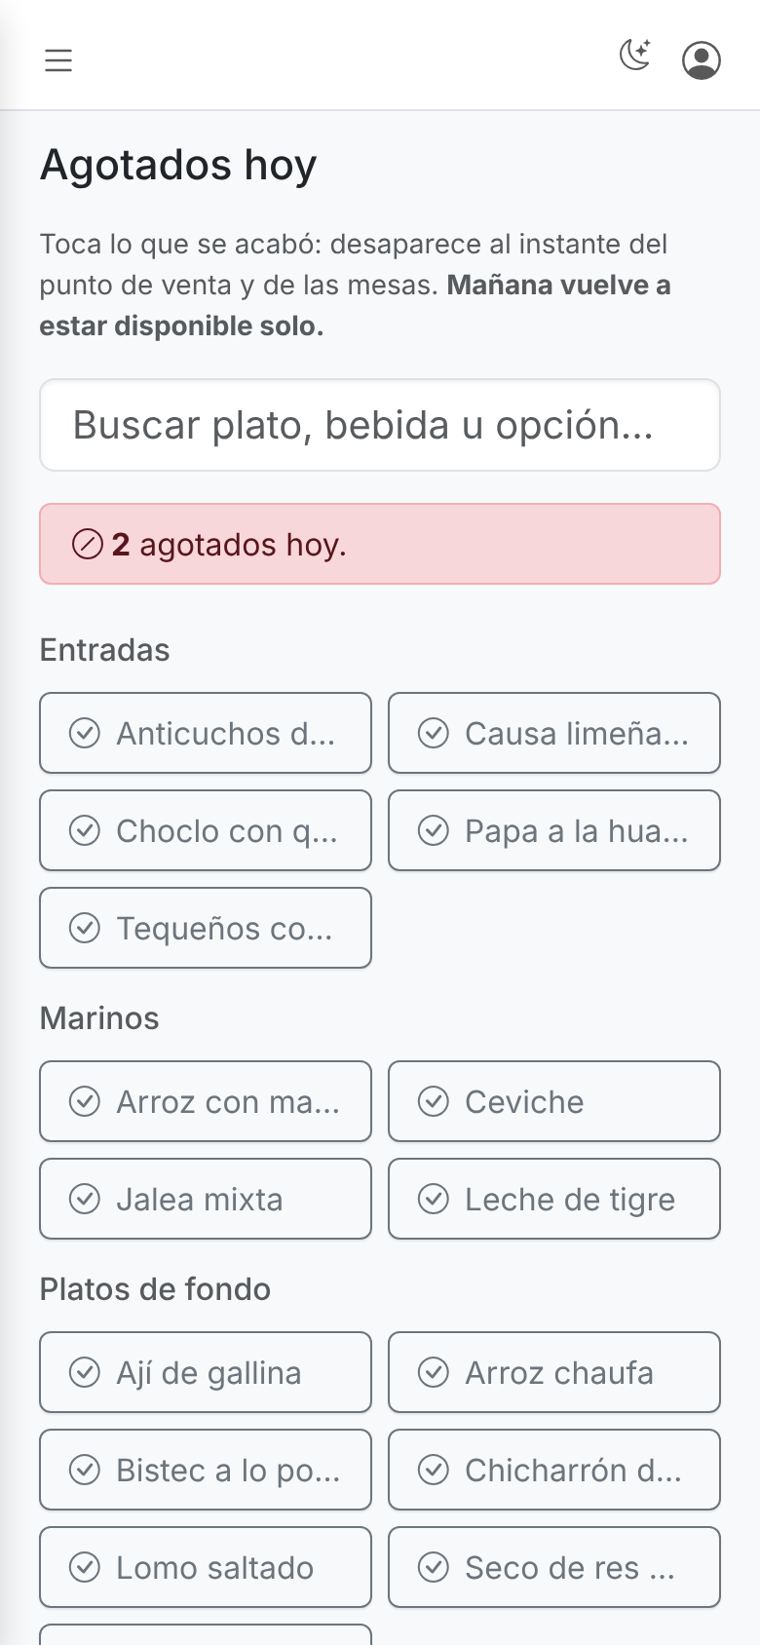 Agotados hoy
Toca lo que se acabó: desaparece al instante del
punto de venta y de las mesas. Mañana vuelve a
estar disponible solo.
Buscar plato, bebida u opción...
2 agotados hoy.
Entradas
Anticuchos d...
Causa limeña...
Choclo con q...
Papa a la hua...
Tequeños co...
Marinos
Arroz con ma...
Ceviche
Jalea mixta
Leche de tigre
Platos de fondo
Ají de gallina
Arroz chaufa
Bistec a lo po...
Chicharrón d...
Lomo saltado
Seco de res ...